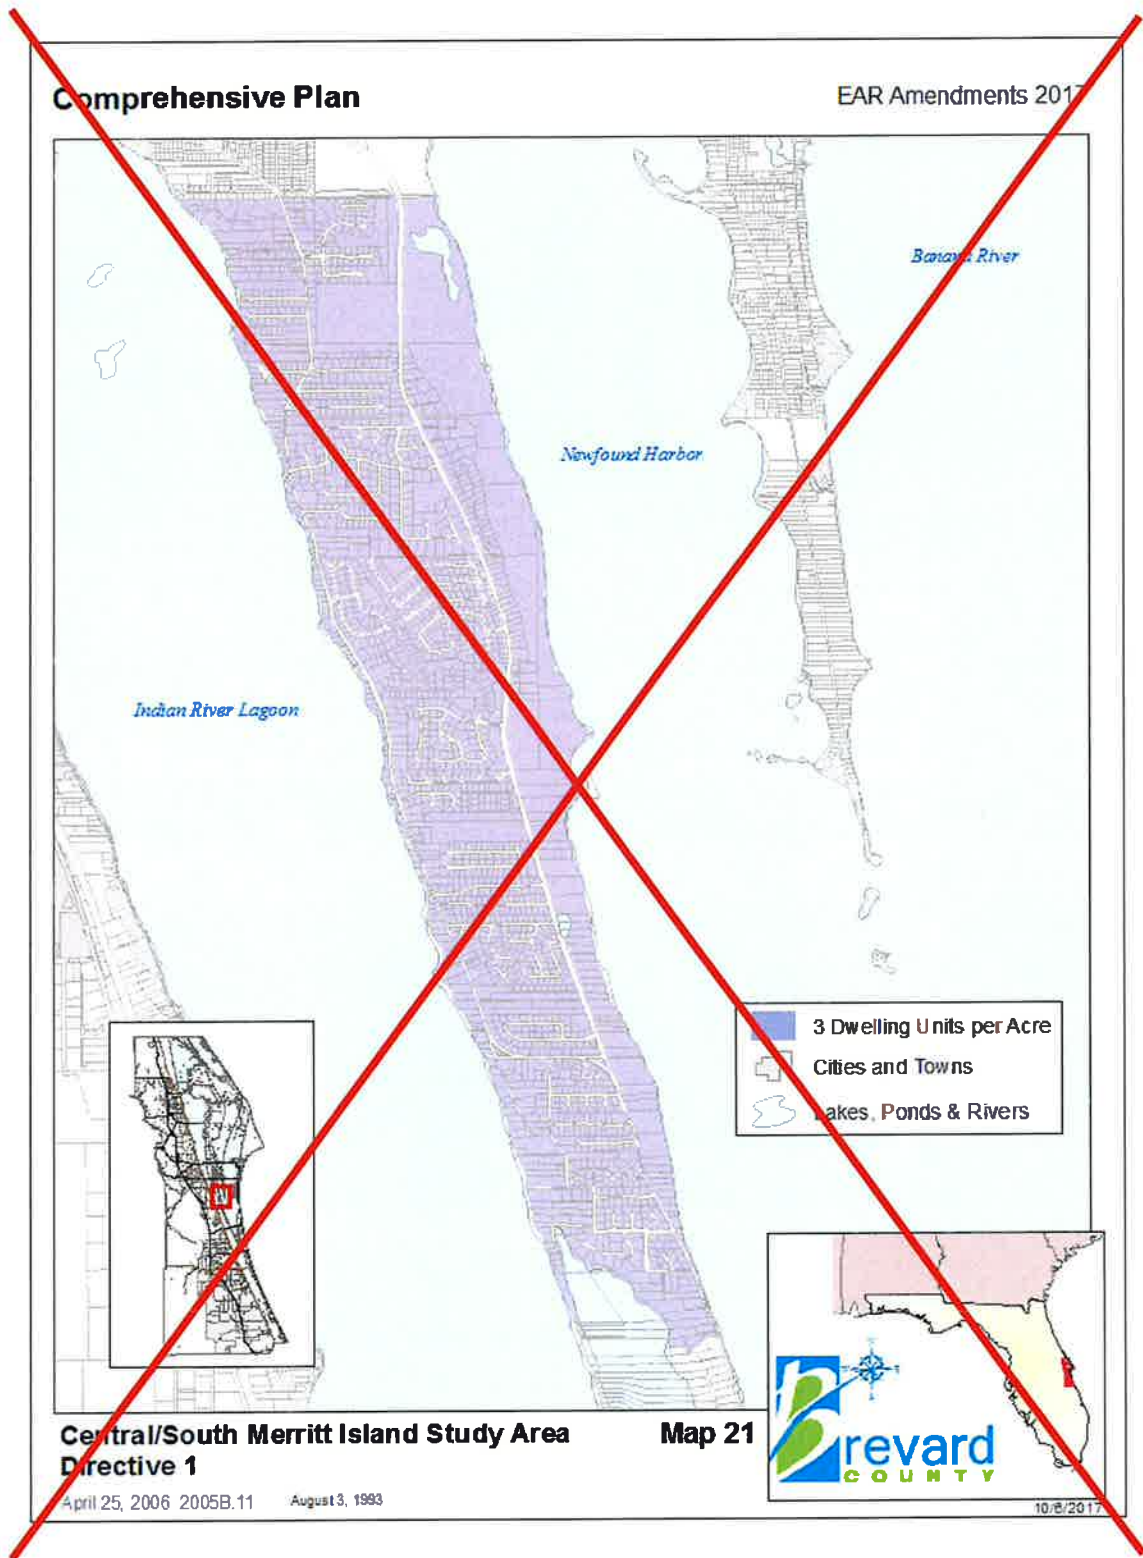 Comprehensive Plan
EAR Amendments 2017
Banana River
Newfound Harbor
Indian River Lagoon
3 Dwelling Units per Acre
Cities and Towns
Lakes, Ponds & Rivers
Central/South Merritt Island Study Area
Map 21
Directive 1
Brevard
COUNTY
April 25, 2006 2005B.11 August 3, 1993
10/6/2017